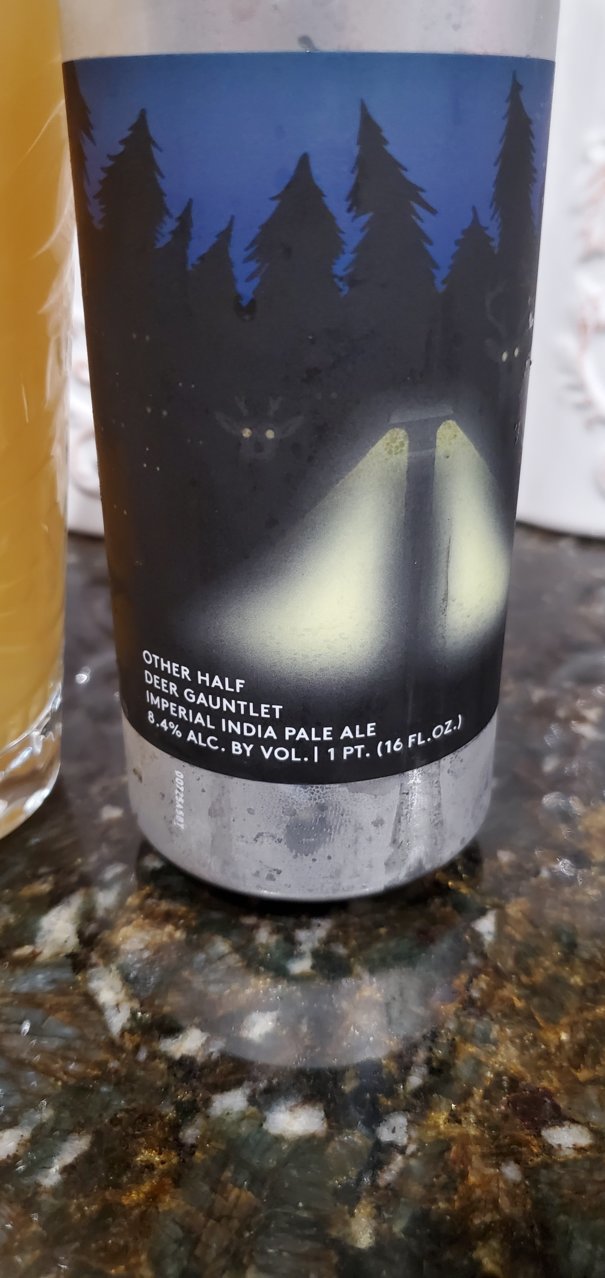 OTHER HALF
DEER GAUNTLET
IMPERIAL INDIA PALE ALE
8.4% ALC. BY VOL. | 1 PT. (16 FL.OZ.)